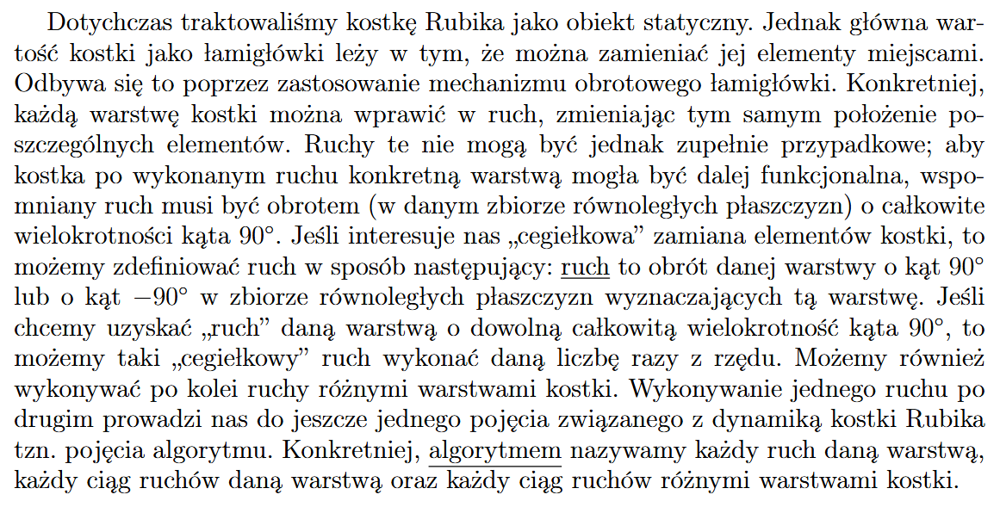 Dotychczas traktowaliśmy kostkę Rubika jako obiekt statyczny. Jednak główna war-
tość kostki jako łamigłówki leży w tym, że można zamieniać jej elementy miejscami.
Odbywa się to poprzez zastosowanie mechanizmu obrotowego łamigłówki. Konkretniej,
każdą warstwę kostki można wprawić w ruch, zmieniając tym samym położenie po-
szczególnych elementów. Ruchy te nie mogą być jednak zupełnie przypadkowe; aby
kostka po wykonanym ruchu konkretną warstwą mogła być dalej funkcjonalna, wspo-
mniany ruch musi być obrotem (w danym zbiorze równoległych płaszczyzn) o całkowite
wielokrotności kąta 90°. Jeśli interesuje nas „cegiełkowa” zamiana elementów kostki, to
możemy zdefiniować ruch w sposób następujący: ruch to obrót danej warstwy o kąt 90°
lub o kąt −90° w zbiorze równoległych płaszczyzn wyznaczających tą warstwę. Jeśli
chcemy uzyskać „ruch” daną warstwą o dowolną całkowitą wielokrotność kąta 90°, to
możemy taki „cegiełkowy” ruch wykonać daną liczbę razy z rzędu. Możemy również
wykonywać po kolei ruchy różnymi warstwami kostki. Wykonywanie jednego ruchu po
drugim prowadzi nas do jeszcze jednego pojęcia związanego z dynamiką kostki Rubika
tzn. pojęcia algorytmu. Konkretniej, algorytmem nazywamy każdy ruch daną warstwą,
każdy ciąg ruchów daną warstwą oraz każdy ciąg ruchów różnymi warstwami kostki.